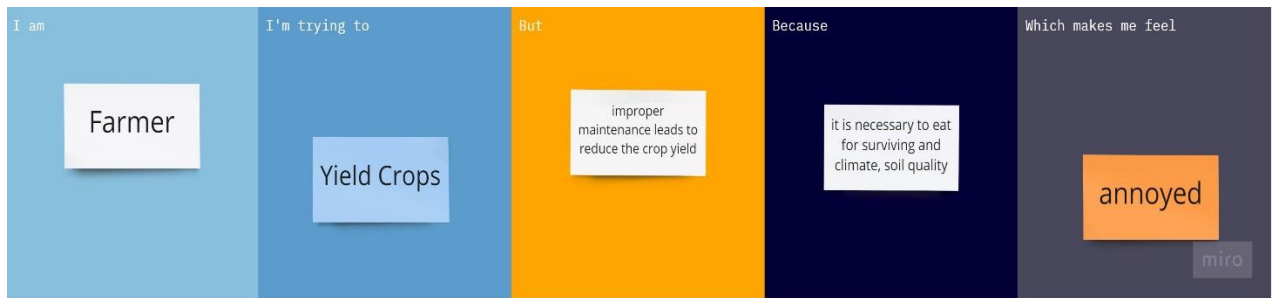 I am
Farmer
I'm trying to
Yield Crops
But
improper
maintenance leads to
reduce the crop yield
Because
it is necessary to eat
for surviving and
climate, soil quality
Which makes me feel
annoyed
miro